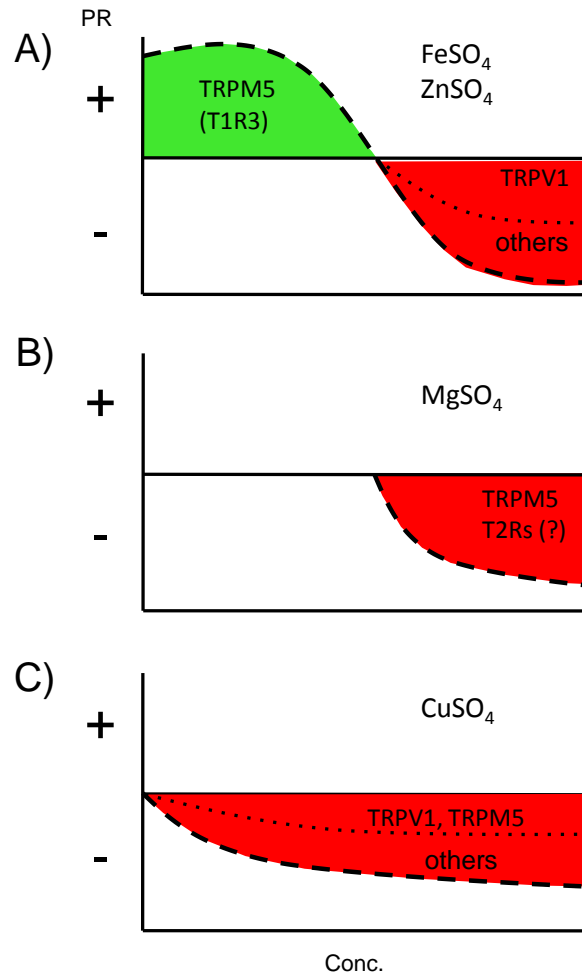 PR
A)
FeSO₄
ZnSO₄
+
TRPM5
(T1R3)
TRPV1
-
others
B)
+
MgSO₄
TRPM5
-
T2Rs (?)
C)
+
CuSO₄
TRPV1, TRPM5
-
others
Conc.